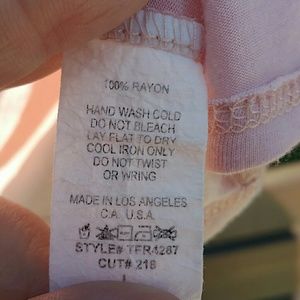 100% RAYON
HAND WASH COLD
DO NOT BLEACH
LAY FLAT TO DRY
COOL IRON ONLY
DO NOT TWIST
OR WRING
MADE IN LOS ANGELES
C.A. U.S.A.
STYLE# TFR4267
CUT# 218